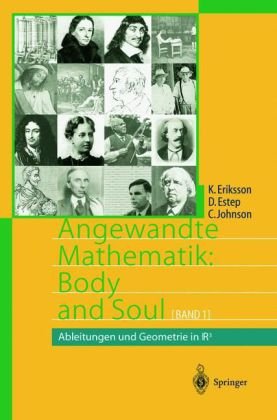 K. Eriksson
D. Estep
C. Johnson
Angewandte
Mathematik:
Body
and Soul [BAND 1]
Ableitungen und Geometrie in IR³
Springer